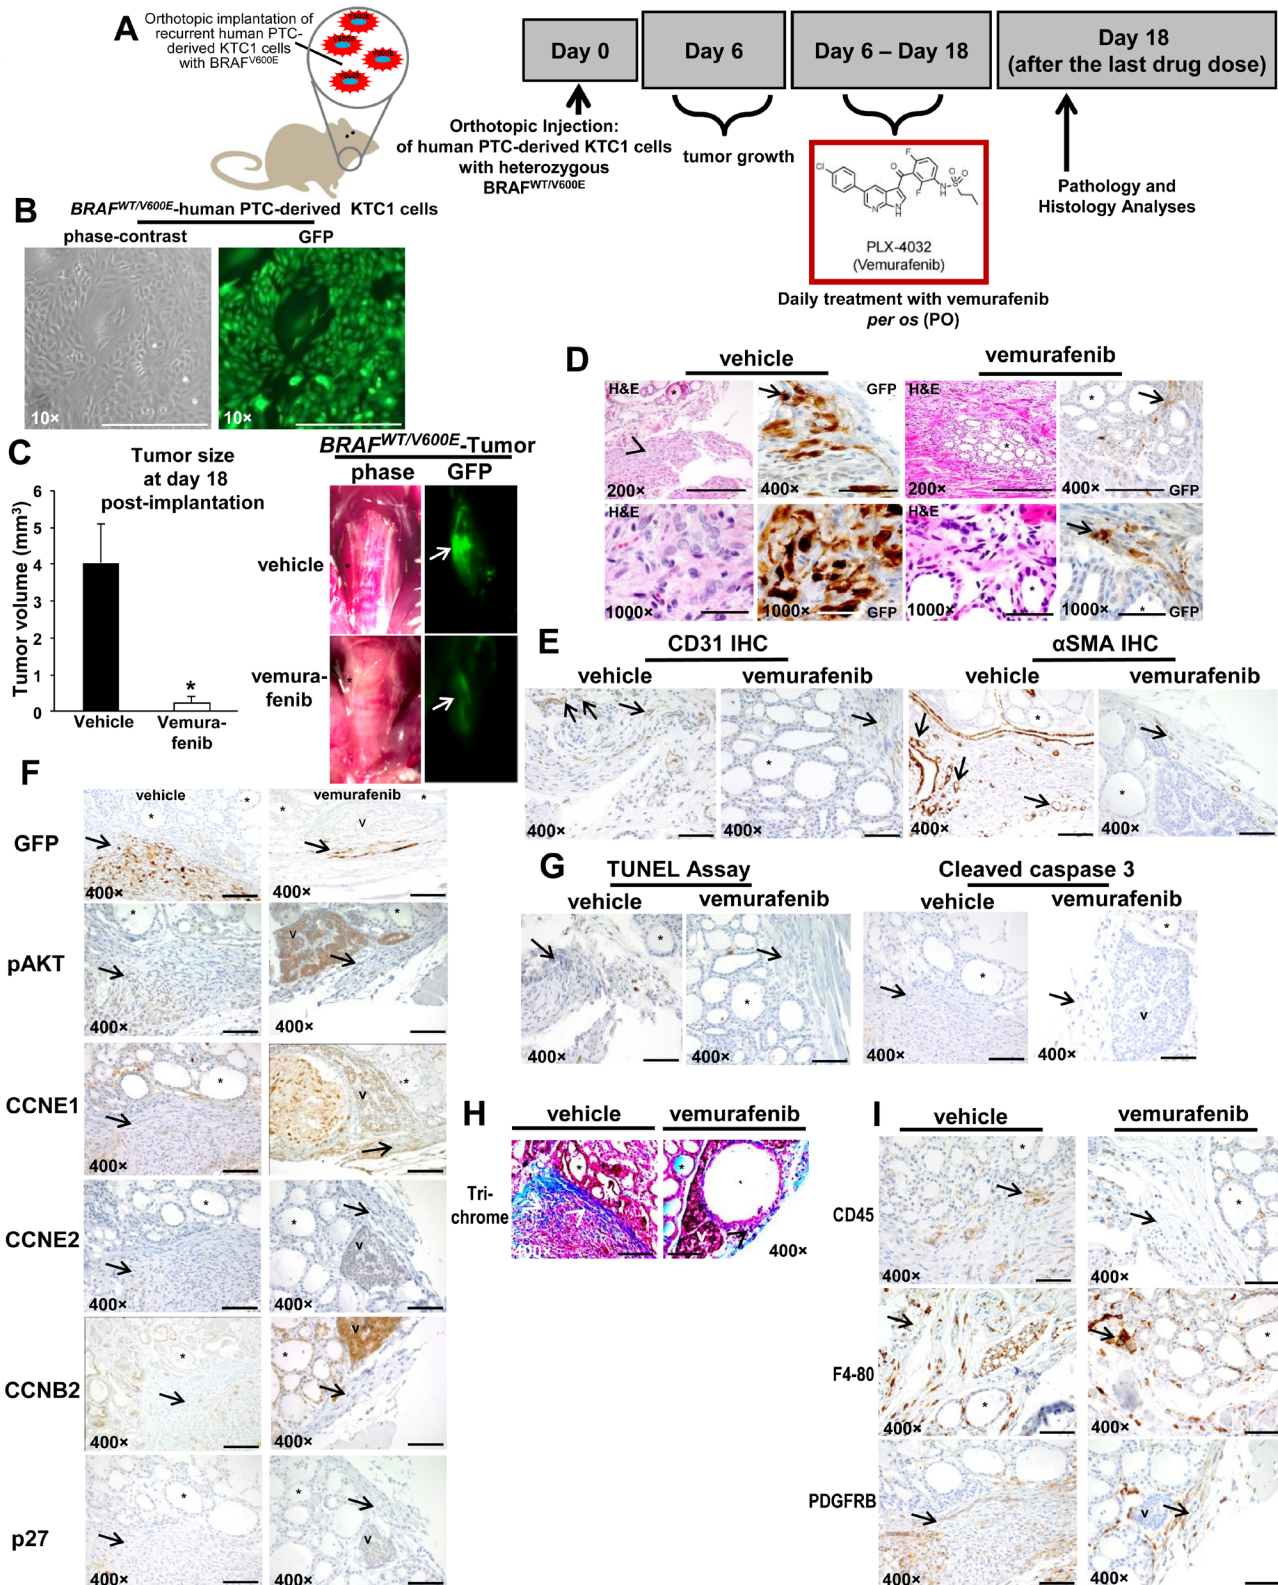 A
Orthotopic implantation of
recurrent human PTC-
derived KTC1 cells
with BRAFV600E
V600E
V600E
V600E
V600E
Day 0
Day 6
Day 6 – Day 18
Day 18
(after the last drug dose)
Orthotopic Injection:
of human PTC-derived KTC1 cells
with heterozygous
BRAFWT/V600E
tumor growth
Cl
F
O
F
NH
S
O
O
N
N
H
PLX-4032
(Vemurafenib)
Daily treatment with vemurafenib
per os (PO)
Pathology and
Histology Analyses
B
BRAFWT/V600E-human PTC-derived KTC1 cells
phase-contrast GFP
10× 10×
C
Tumor size
at day 18
post-implantation
Tumor volume (mm3)
6
5
4
3
2
1
0
*
Vehicle
Vemura-
fenib
BRAFWT/V600E-Tumor
phase GFP
vehicle
*
vemura-
fenib
*
D
vehicle vemurafenib
H&E * 200×
GFP 400×
H&E * 200×
* 400× GFP
H&E 1000×
1000× GFP
H&E * 1000×
1000× * GFP
E
CD31 IHC αSMA IHC
vehicle vemurafenib vehicle vemurafenib
400×
* 400×
* 400×
* 400×
F
vehicle vemurafenib
GFP
* * 400×
* * V 400×
pAKT
* 400×
V * 400×
CCNE1
* 400×
V * 400×
CCNE2
* 400×
* V 400×
CCNB2
* 400×
* V 400×
p27
* 400×
* V 400×
G
TUNEL Assay Cleaved caspase 3
vehicle vemurafenib vehicle vemurafenib
* 400×
* 400×
* 400×
* V 400×
H
vehicle vemurafenib
Tri-
chrome
* 400×
* V 400×
I
vehicle vemurafenib
CD45
* 400×
* 400×
F4-80
* 400×
* 400×
PDGFRB
400×
V 400×